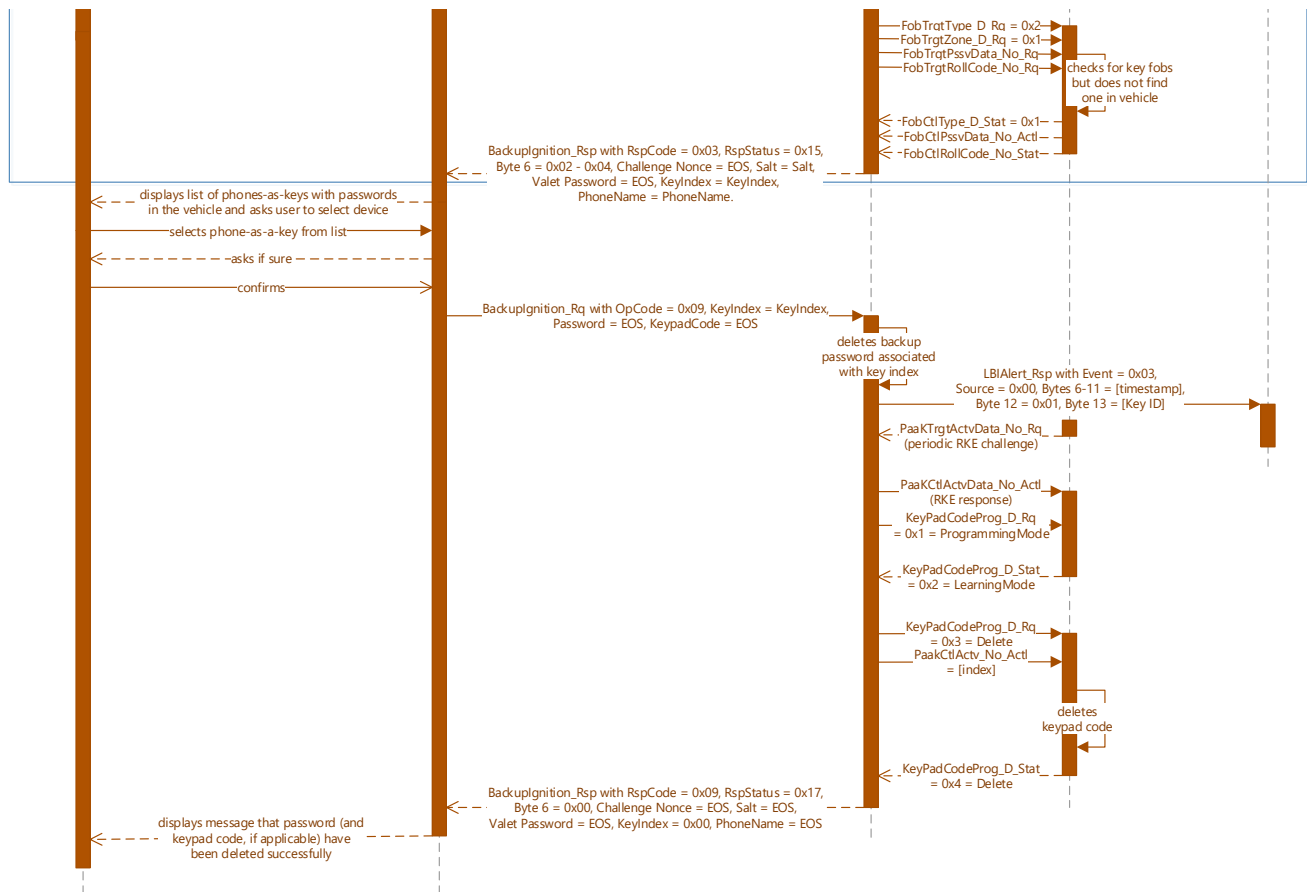 FobTrgtType_D_Rq = 0x2
FobTrgtZone_D_Rq = 0x1
FobTrgtPssvData_No_Rq
FobTrgtRollCode_No_Rq
checks for key fobs
but does not find
one in vehicle
FobCtlType_D_Stat = 0x1
FobCtlPssvData_No_Actl
FobCtlRollCode_No_Stat
BackupIgnition_Rsp with RspCode = 0x03, RspStatus = 0x15,
Byte 6 = 0x02 - 0x04, Challenge Nonce = EOS, Salt = Salt,
Valet Password = EOS, KeyIndex = KeyIndex,
PhoneName = PhoneName.
displays list of phones-as-keys with passwords
in the vehicle and asks user to select device
selects phone-as-a-key from list
asks if sure
confirms
BackupIgnition_Rq with OpCode = 0x09, KeyIndex = KeyIndex,
Password = EOS, KeypadCode = EOS
deletes backup
password associated
with key index
LBIAlert_Rsp with Event = 0x03,
Source = 0x00, Bytes 6-11 = [timestamp],
Byte 12 = 0x01, Byte 13 = [Key ID]
PaaKTrgtActvData_No_Rq
(periodic RKE challenge)
PaaKCtlActvData_No_Actl
(RKE response)
KeyPadCodeProg_D_Rq
= 0x1 = ProgrammingMode
KeyPadCodeProg_D_Stat
= 0x2 = LearningMode
KeyPadCodeProg_D_Rq
= 0x3 = Delete
PaakCtlActv_No_Actl
= [index]
deletes
keypad code
KeyPadCodeProg_D_Stat
= 0x4 = Delete
BackupIgnition_Rsp with RspCode = 0x09, RspStatus = 0x17,
Byte 6 = 0x00, Challenge Nonce = EOS, Salt = EOS,
Valet Password = EOS, KeyIndex = 0x00, PhoneName = EOS
displays message that password (and
keypad code, if applicable) have
been deleted successfully